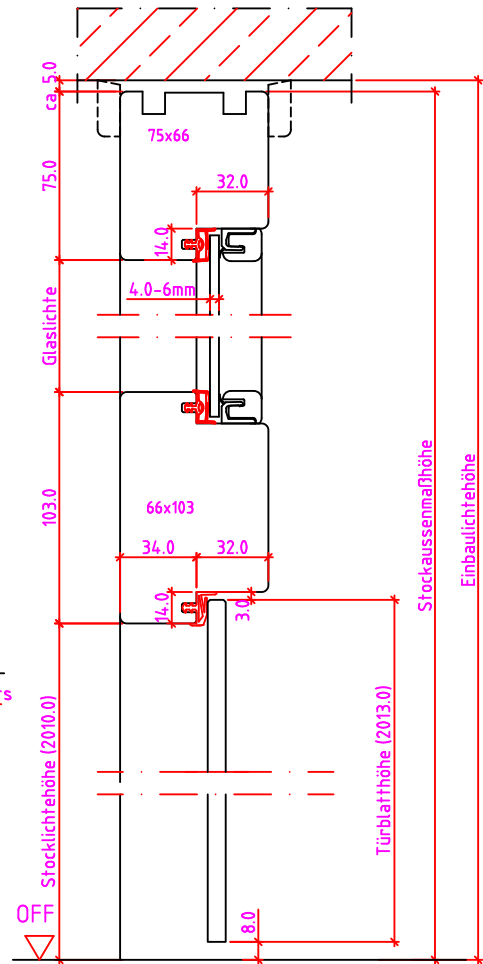 ca. 5.0
75x66
75.0
32.0
14.0
4.0-6mm
Glaslichte
103.0
66x103
34.0
32.0
14.0
3.0
Stockaussenmaßhöhe
Einbaulichtehöhe
Stocklichtehöhe (2010.0)
Türblatthöhe (2013.0)
8.0
OFF